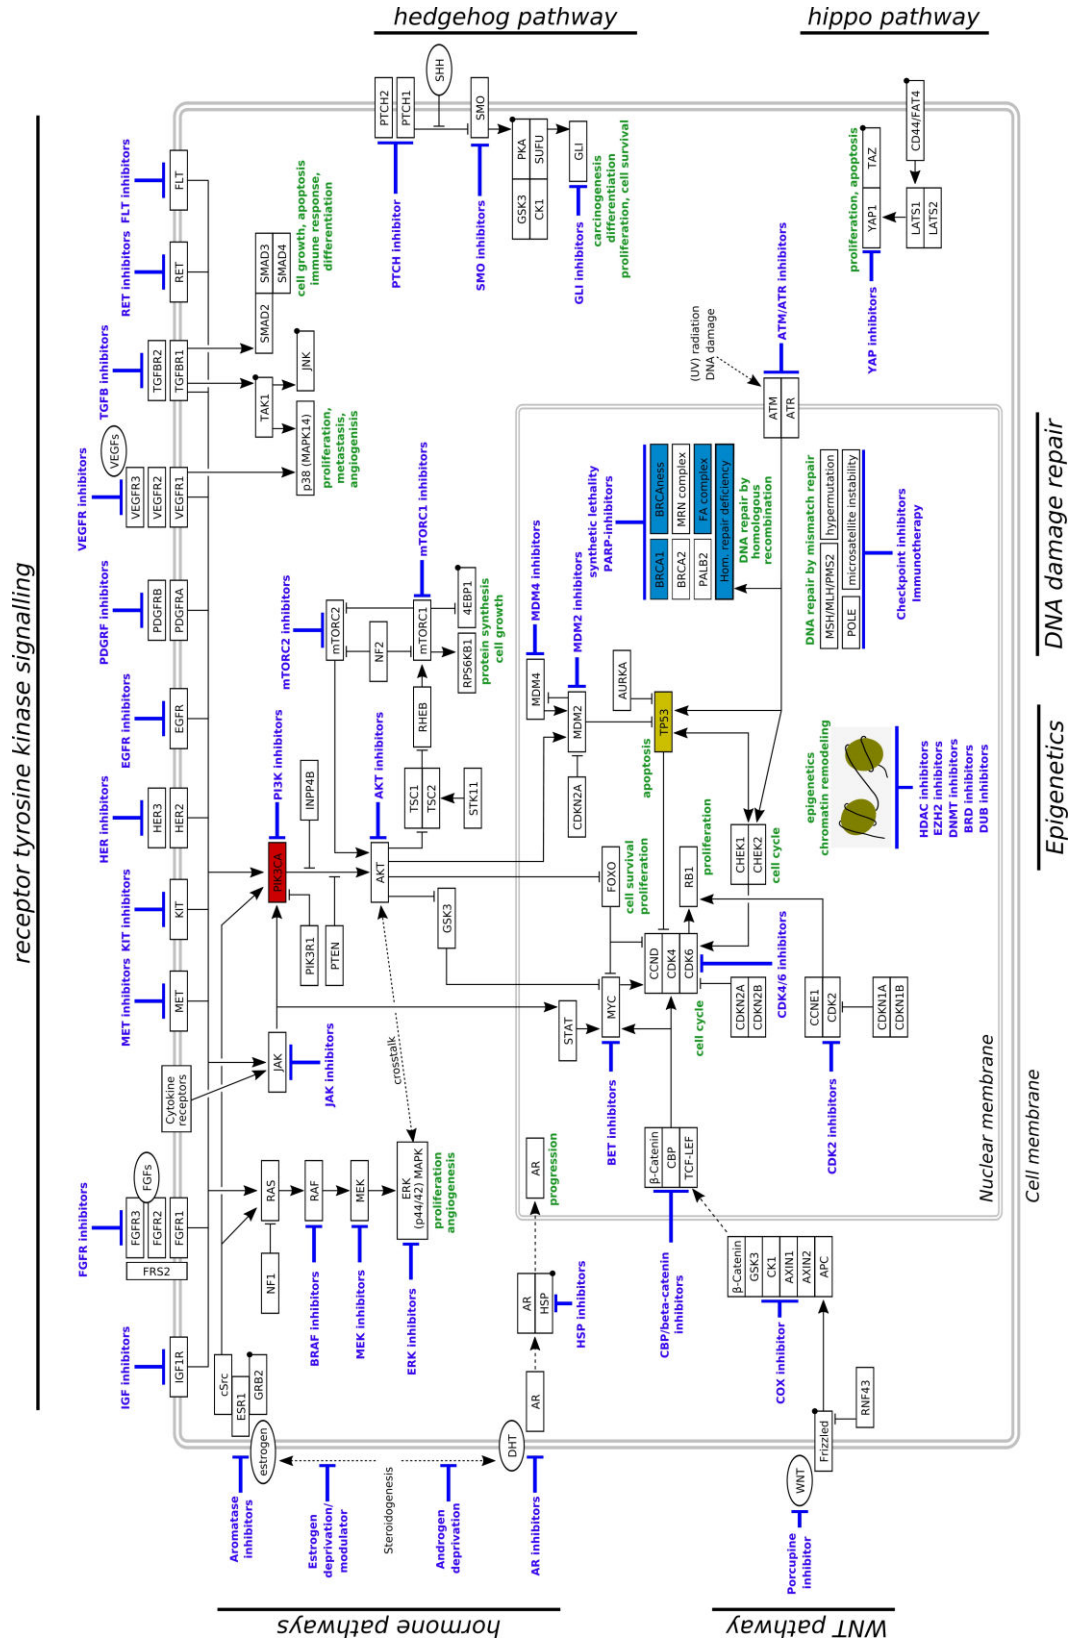 receptor tyrosine kinase signalling
hormone pathways
hedgehog pathway
hippo pathway
WNT pathway
Epigenetics
DNA damage repair
IGF inhibitors
FGFR inhibitors
MET inhibitors
KIT inhibitors
HER inhibitors
EGFR inhibitors
PDGRF inhibitors
VEGFR inhibitors
TGFB inhibitors
RET inhibitors
FLT inhibitors
IGF1R
FRS2
FGFR3
FGFR2
FGFR1
FGFs
Cytokine
receptors
MET
KIT
HER3
HER2
EGFR
PDGFRB
PDGFRA
VEGFR3
VEGFR2
VEGFR1
VEGFs
TGFBR2
TGFBR1
RET
FLT
Aromatase
inhibitors
estrogen
cSrc
ESR1
GRB2
Estrogen
deprivation/
modulator
Steroidogenesis
Androgen
deprivation
DHT
AR inhibitors
NF1
RAS
RAF
MEK
ERK
(p44/42) MAPK
proliferation
angiogenesis
BRAF inhibitors
MEK inhibitors
ERK inhibitors
JAK
JAK inhibitors
crosstalk
PIK3CA
PI3K inhibitors
PIK3R1
PTEN
INPP4B
AKT
AKT inhibitors
GSK3
TSC1
TSC2
STK11
RHEB
mTORC2 inhibitors
mTORC2
NF2
mTORC1
mTORC1 inhibitors
RPS6KB1
4EBP1
protein synthesis
cell growth
TAK1
p38 (MAPK14)
JNK
proliferation,
metastasis,
angiogenisis
SMAD2
SMAD3
SMAD4
cell growth, apoptosis
immune response,
differentiation
PTCH2
PTCH1
SHH
SMO
PTCH inhibitor
SMO inhibitors
GSK3
PKA
CK1
SUFU
GLI
GLI inhibitors
carcinogenesis
differentiation
proliferation, cell survival
AR
AR
HSP
HSP inhibitors
AR
progression
STAT
MYC
BET inhibitors
FOXO
cell survival
proliferation
CCND
CDK4
CDK6
cell cycle
CDK4/6 inhibitors
CDKN2A
CDKN2B
RB1
proliferation
CCNE1
CDK2
CDK2 inhibitors
CDKN1A
CDKN1B
CHEK1
CHEK2
cell cycle
CDKN2A
MDM4
MDM4 inhibitors
MDM2
MDM2 inhibitors
AURKA
TP53
apoptosis
synthetic lethality
PARP-inhibitors
BRCA1
BRCAness
BRCA2
MRN complex
PALB2
FA complex
Hom. repair deficiency
DNA repair by
homologous
recombination
(UV) radiation
DNA damage
ATM
ATR
ATM/ATR inhibitors
DNA repair by mismatch repair
MSH/MLH/PMS2
hypermutation
POLE
microsatellite instability
Checkpoint inhibitors
Immunotherapy
epigenetics
chromatin remodeling
HDAC inhibitors
EZH2 inhibitors
DNMT inhibitors
BRD inhibitors
DUB inhibitors
proliferation, apoptosis
YAP1
TAZ
YAP inhibitors
LATS1
LATS2
CD44/FAT4
β-Catenin
CBP
TCF-LEF
CBP/beta-catenin
inhibitors
β-Catenin
GSK3
CK1
AXIN1
AXIN2
APC
COX inhibitor
WNT
Frizzled
RNF43
Porcupine
inhibitor
Nuclear membrane
Cell membrane